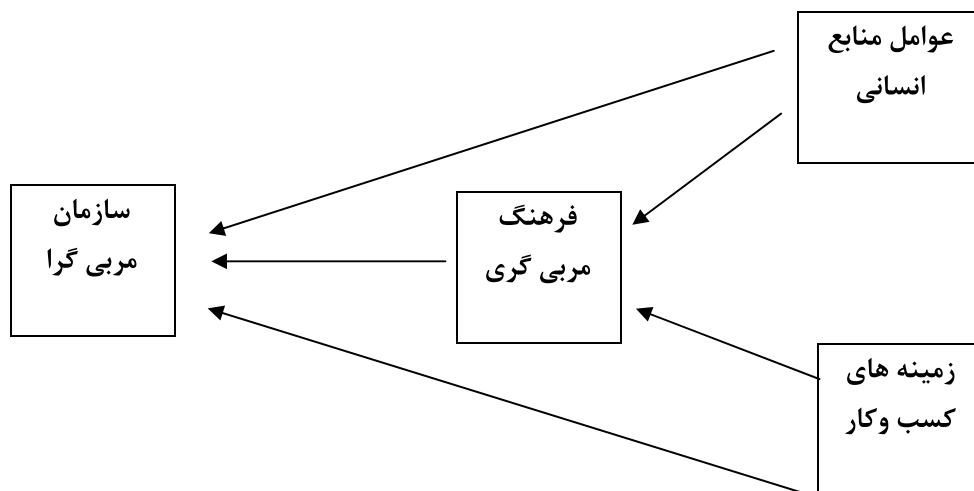 عوامل منابع
انسانی
فرهنگ
مربی گری
سازمان
مربی گرا
زمینه های
کسب وکار